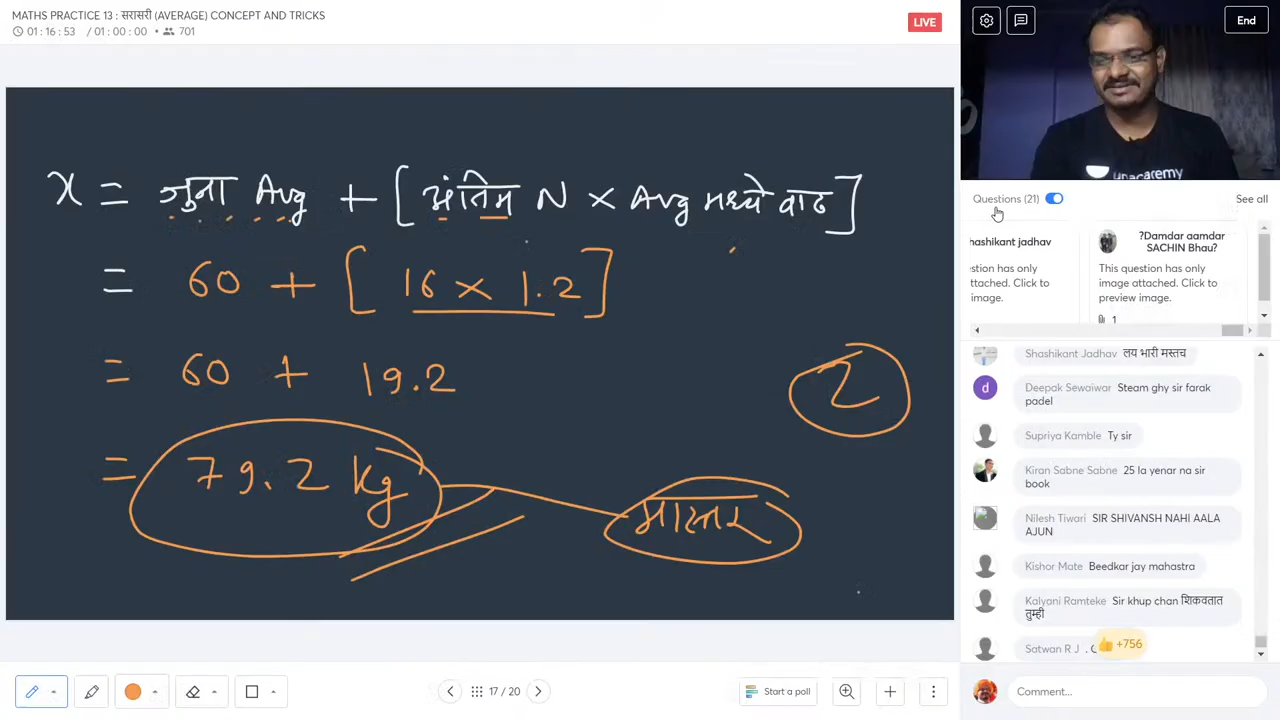 MATHS PRACTICE 13 : सरासरी (AVERAGE) CONCEPT AND TRICKS
01 : 16 : 53 / 01 : 00 : 00 • 701
LIVE
x = जुना Avg + [ अंतिम N × Avg मध्ये वाढ ]
= 60 + [ 16 × 1.2 ]
= 60 + 19.2
2
= 79.2 kg
मास्तर
17 / 20
Start a poll
End
unacademy
Questions (21)
See all
hashikant jadhav
stion has only
ttached. Click to
image.
?Damdar aamdar
SACHIN Bhau?
This question has only
image attached. Click to
preview image.
1
Shashikant Jadhav लय भारी मस्तच
d
Deepak Sewaiwar Steam ghy sir farak
padel
Supriya Kamble Ty sir
Kiran Sabne Sabne 25 la yenar na sir
book
Nilesh Tiwari SIR SHIVANSH NAHI AALA
AJUN
Kishor Mate Beedkar jay mahastra
Kalyani Ramteke Sir khup chan शिकवतात
तुम्ही
Satwan R J .
+756
Comment...